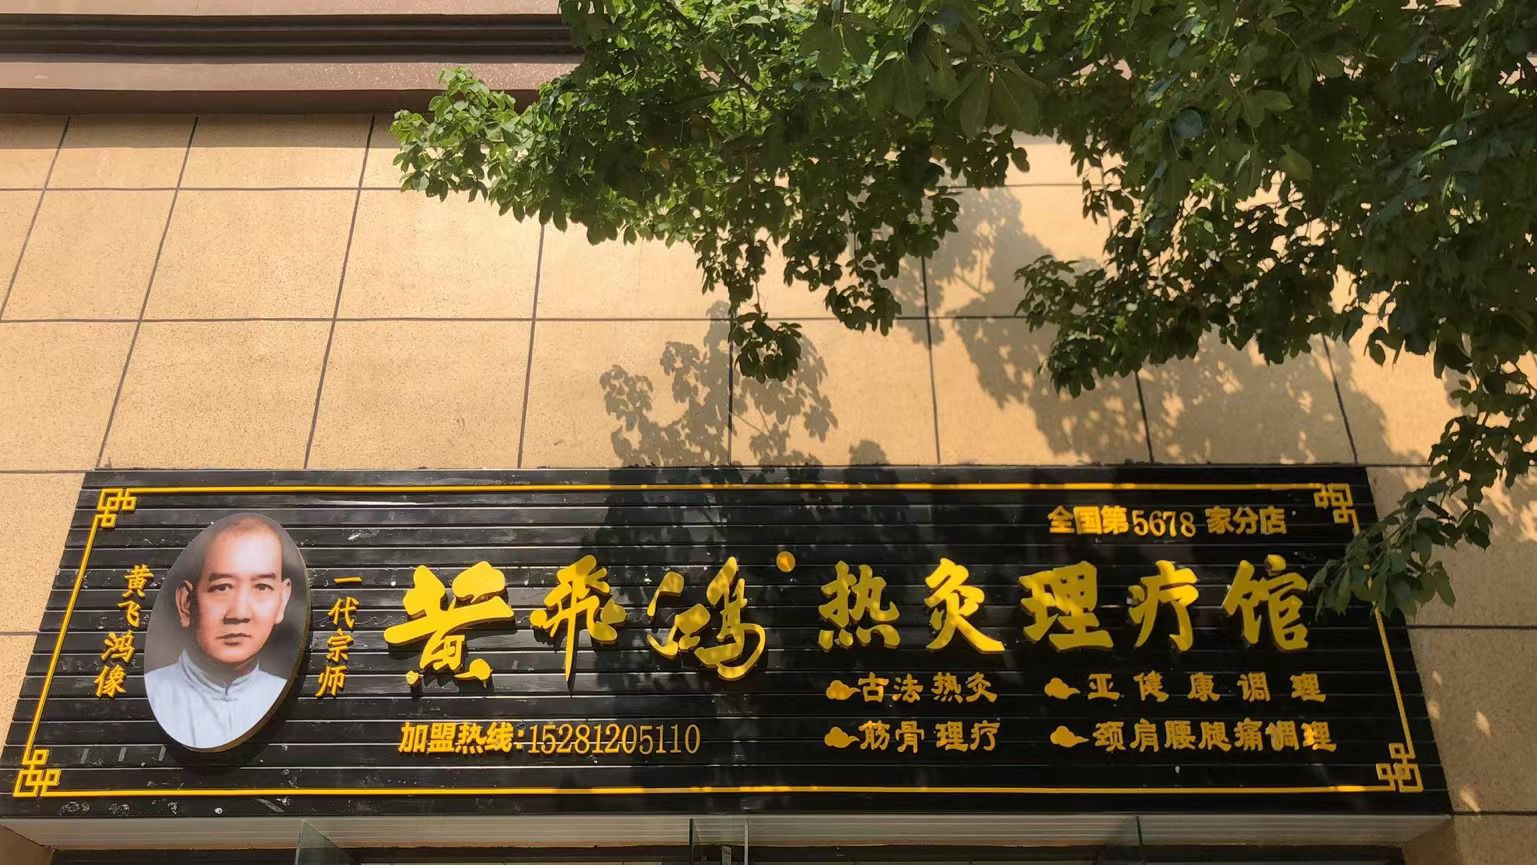 全国第5678家分店
黄飞鸿像
一代宗师
黄飛鴻热灸理疗馆
古法热灸
亚健康调理
加盟热线:15281205110
筋骨理疗
颈肩腰腿痛调理